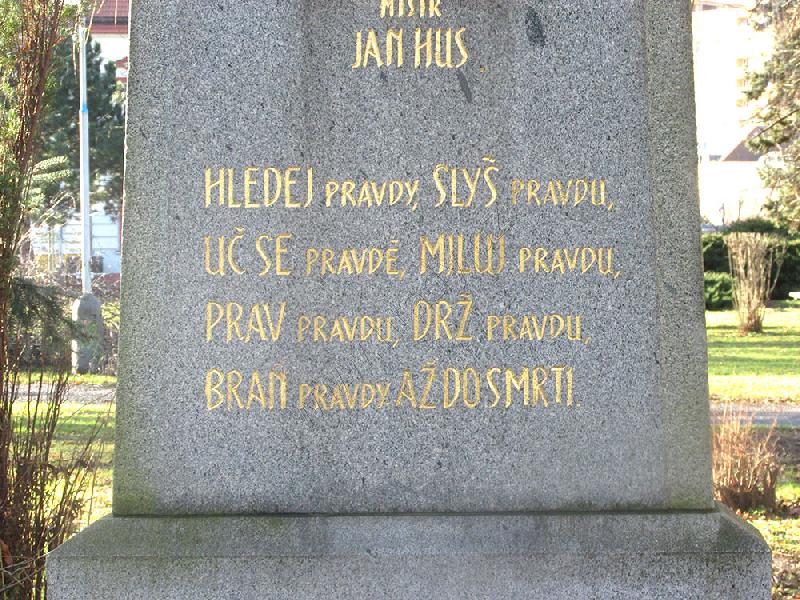 MISTR
JAN HUS.
HLEDEJ PRAVDY, SLYŠ PRAVDU,
UČ SE PRAVDĚ, MILUJ PRAVDU,
PRAV PRAVDU, DRŽ PRAVDU,
BRAŇ PRAVDY AŽ DO SMRTI.